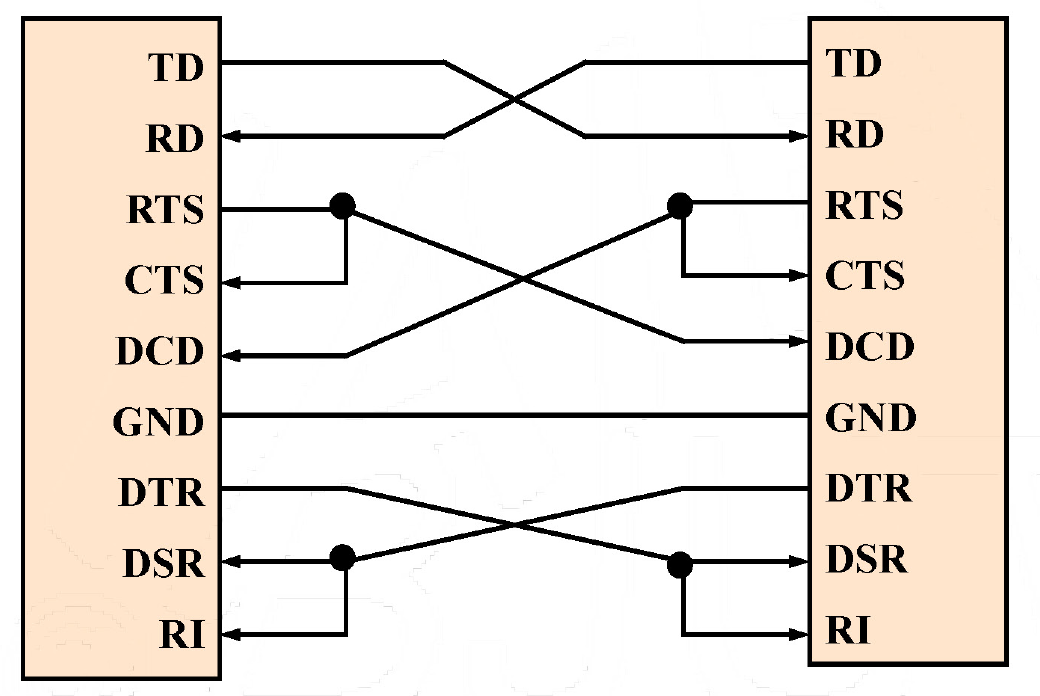 TD
RD
RTS
CTS
DCD
GND
DTR
DSR
RI
TD
RD
RTS
CTS
DCD
GND
DTR
DSR
RI